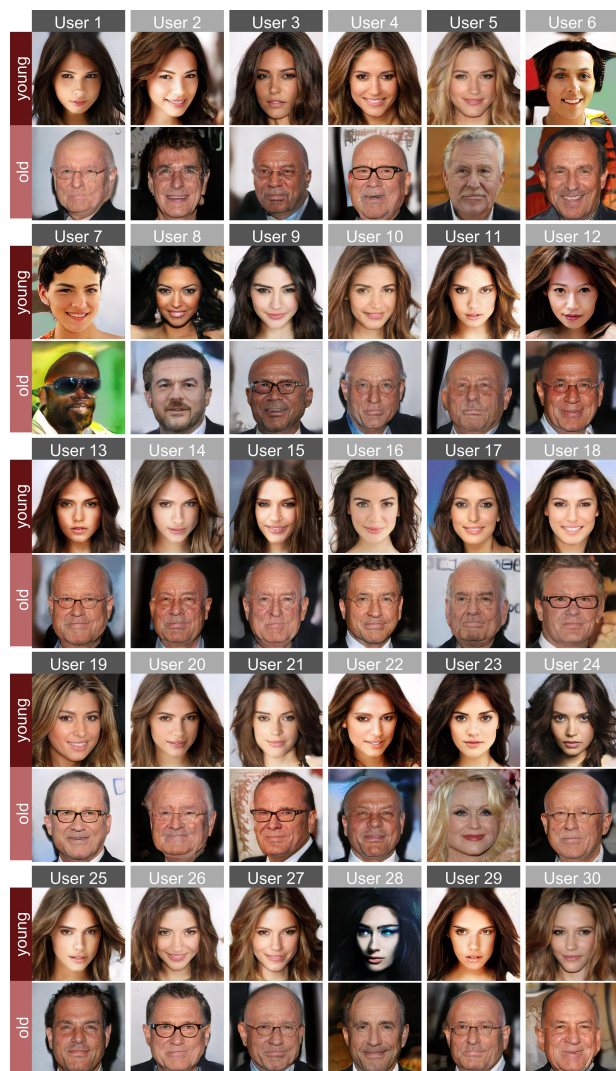 User 1 User 2 User 3 User 4 User 5 User 6
young
old
User 7 User 8 User 9 User 10 User 11 User 12
young
old
User 13 User 14 User 15 User 16 User 17 User 18
young
old
User 19 User 20 User 21 User 22 User 23 User 24
young
old
User 25 User 26 User 27 User 28 User 29 User 30
young
old